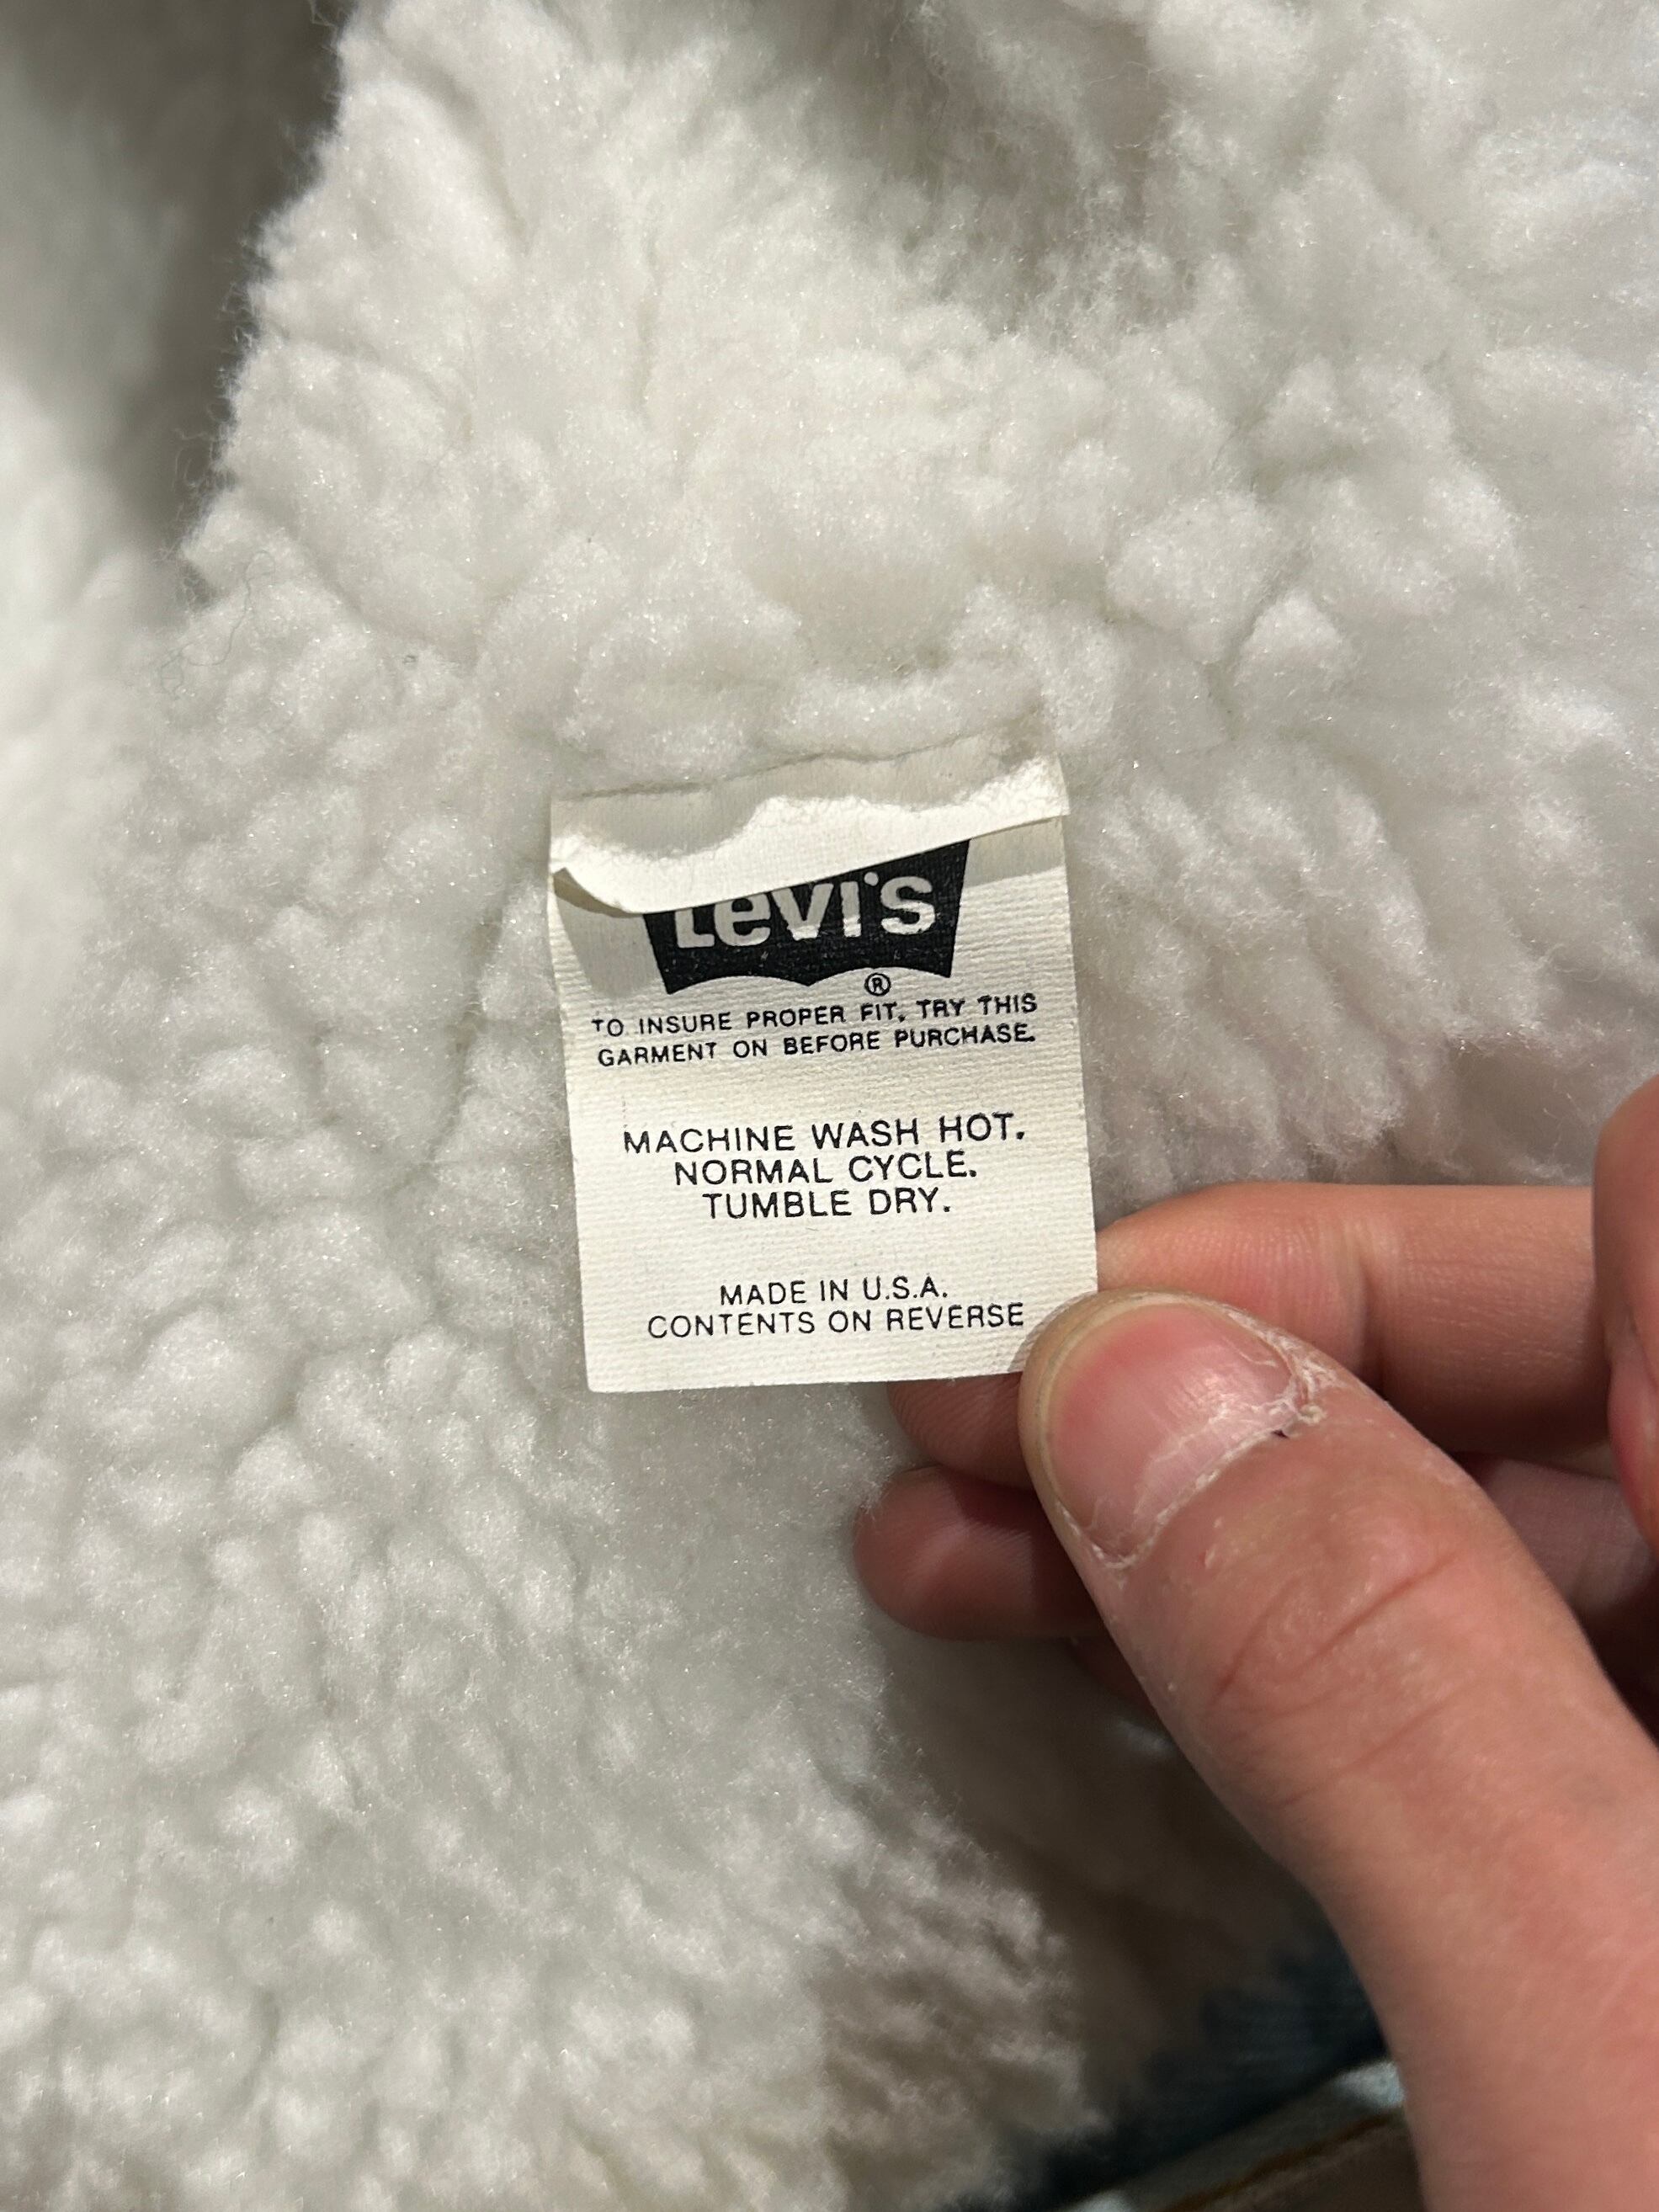 Levi's
®
TO INSURE PROPER FIT, TRY THIS
GARMENT ON BEFORE PURCHASE.
MACHINE WASH HOT.
NORMAL CYCLE.
TUMBLE DRY.
MADE IN U.S.A.
CONTENTS ON REVERSE